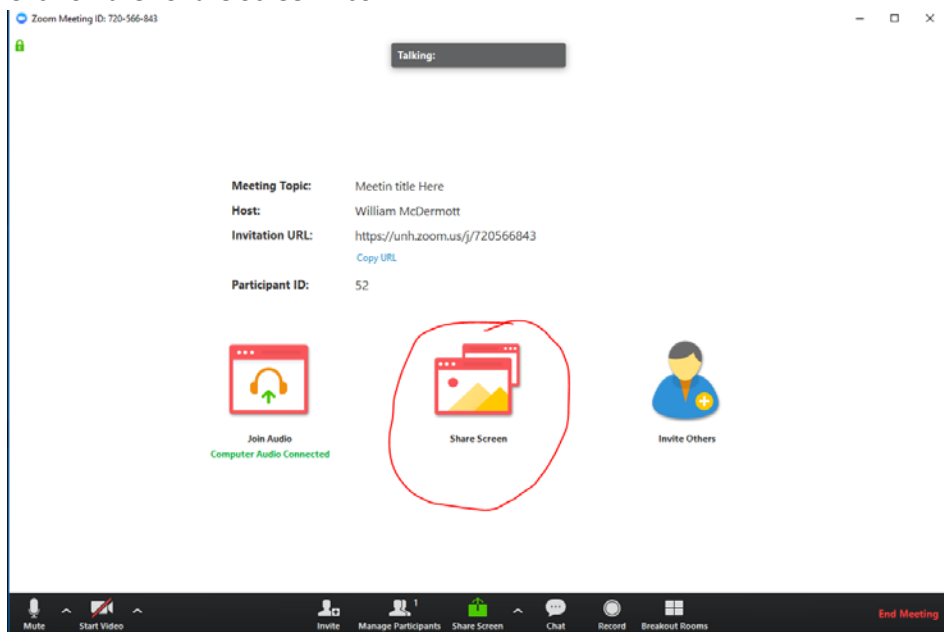 Zoom Meeting ID: 720-566-843
Talking:
Meeting Topic: Meetin title Here
Host: William McDermott
Invitation URL: https://unh.zoom.us/j/720566843
Copy URL
Participant ID: 52
Join Audio Share Screen Invite Others
Computer Audio Connected
1
Mute Start Video Invite Manage Participants Share Screen Chat Record Breakout Rooms End Meeting